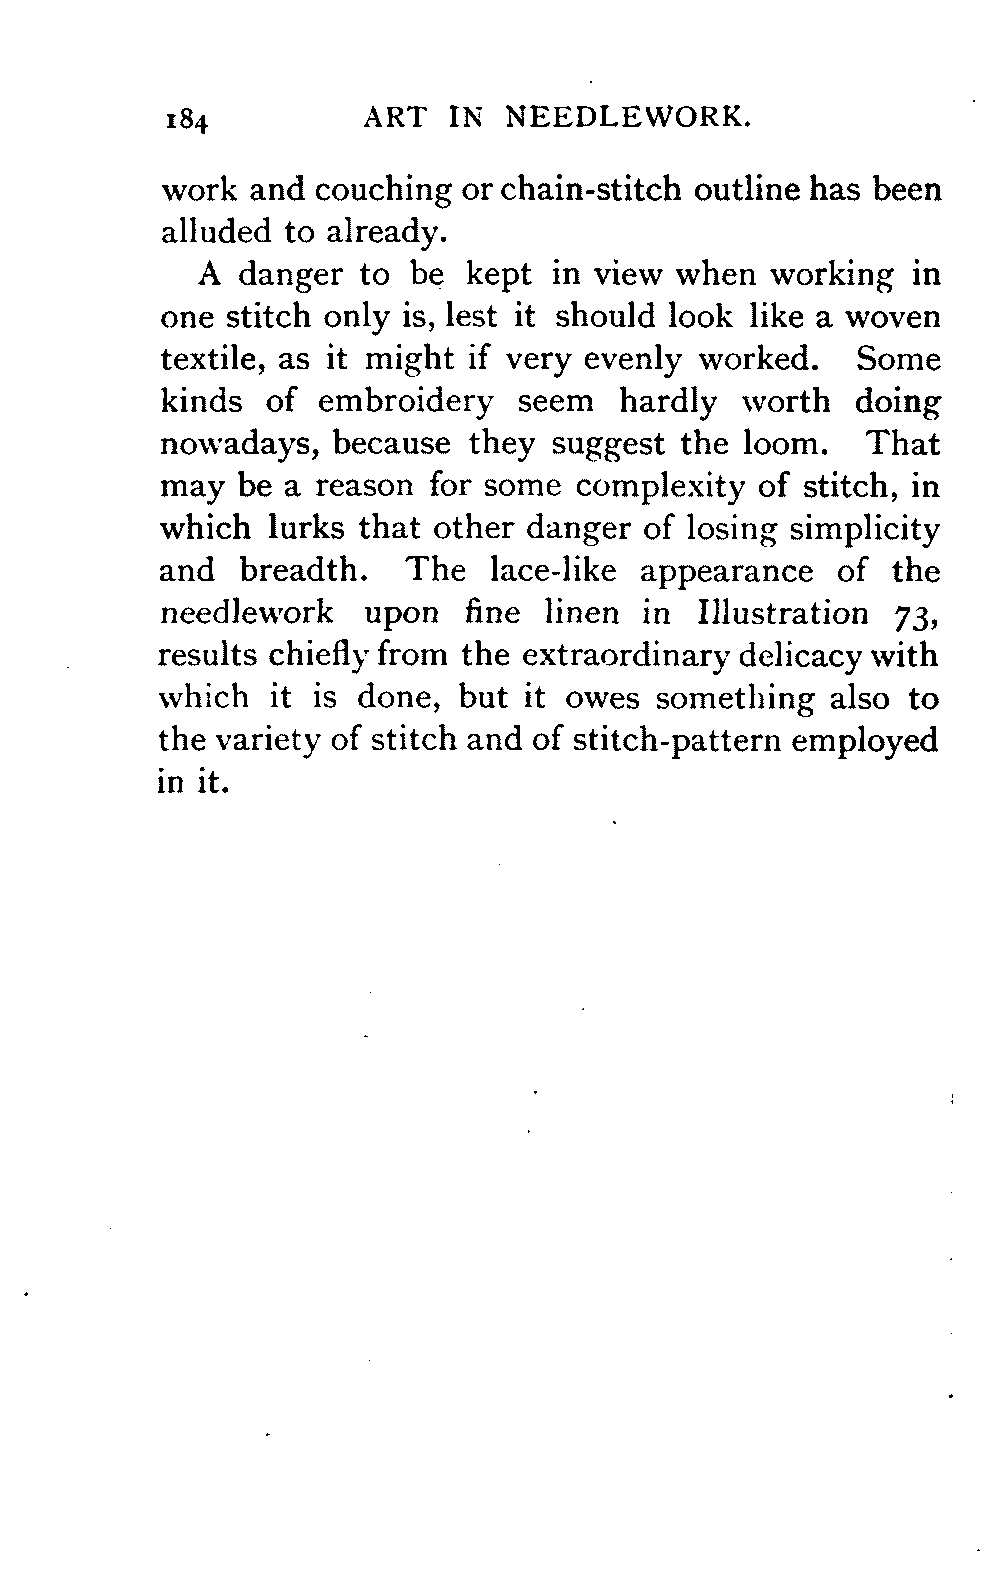 184 ART IN NEEDLEWORK.
work and couching or chain-stitch outline has been
alluded to already.
A danger to be kept in view when working in
one stitch only is, lest it should look like a woven
textile, as it might if very evenly worked. Some
kinds of embroidery seem hardly worth doing
nowadays, because they suggest the loom. That
may be a reason for some complexity of stitch, in
which lurks that other danger of losing simplicity
and breadth. The lace-like appearance of the
needlework upon fine linen in Illustration 73,
results chiefly from the extraordinary delicacy with
which it is done, but it owes something also to
the variety of stitch and of stitch-pattern employed
in it.